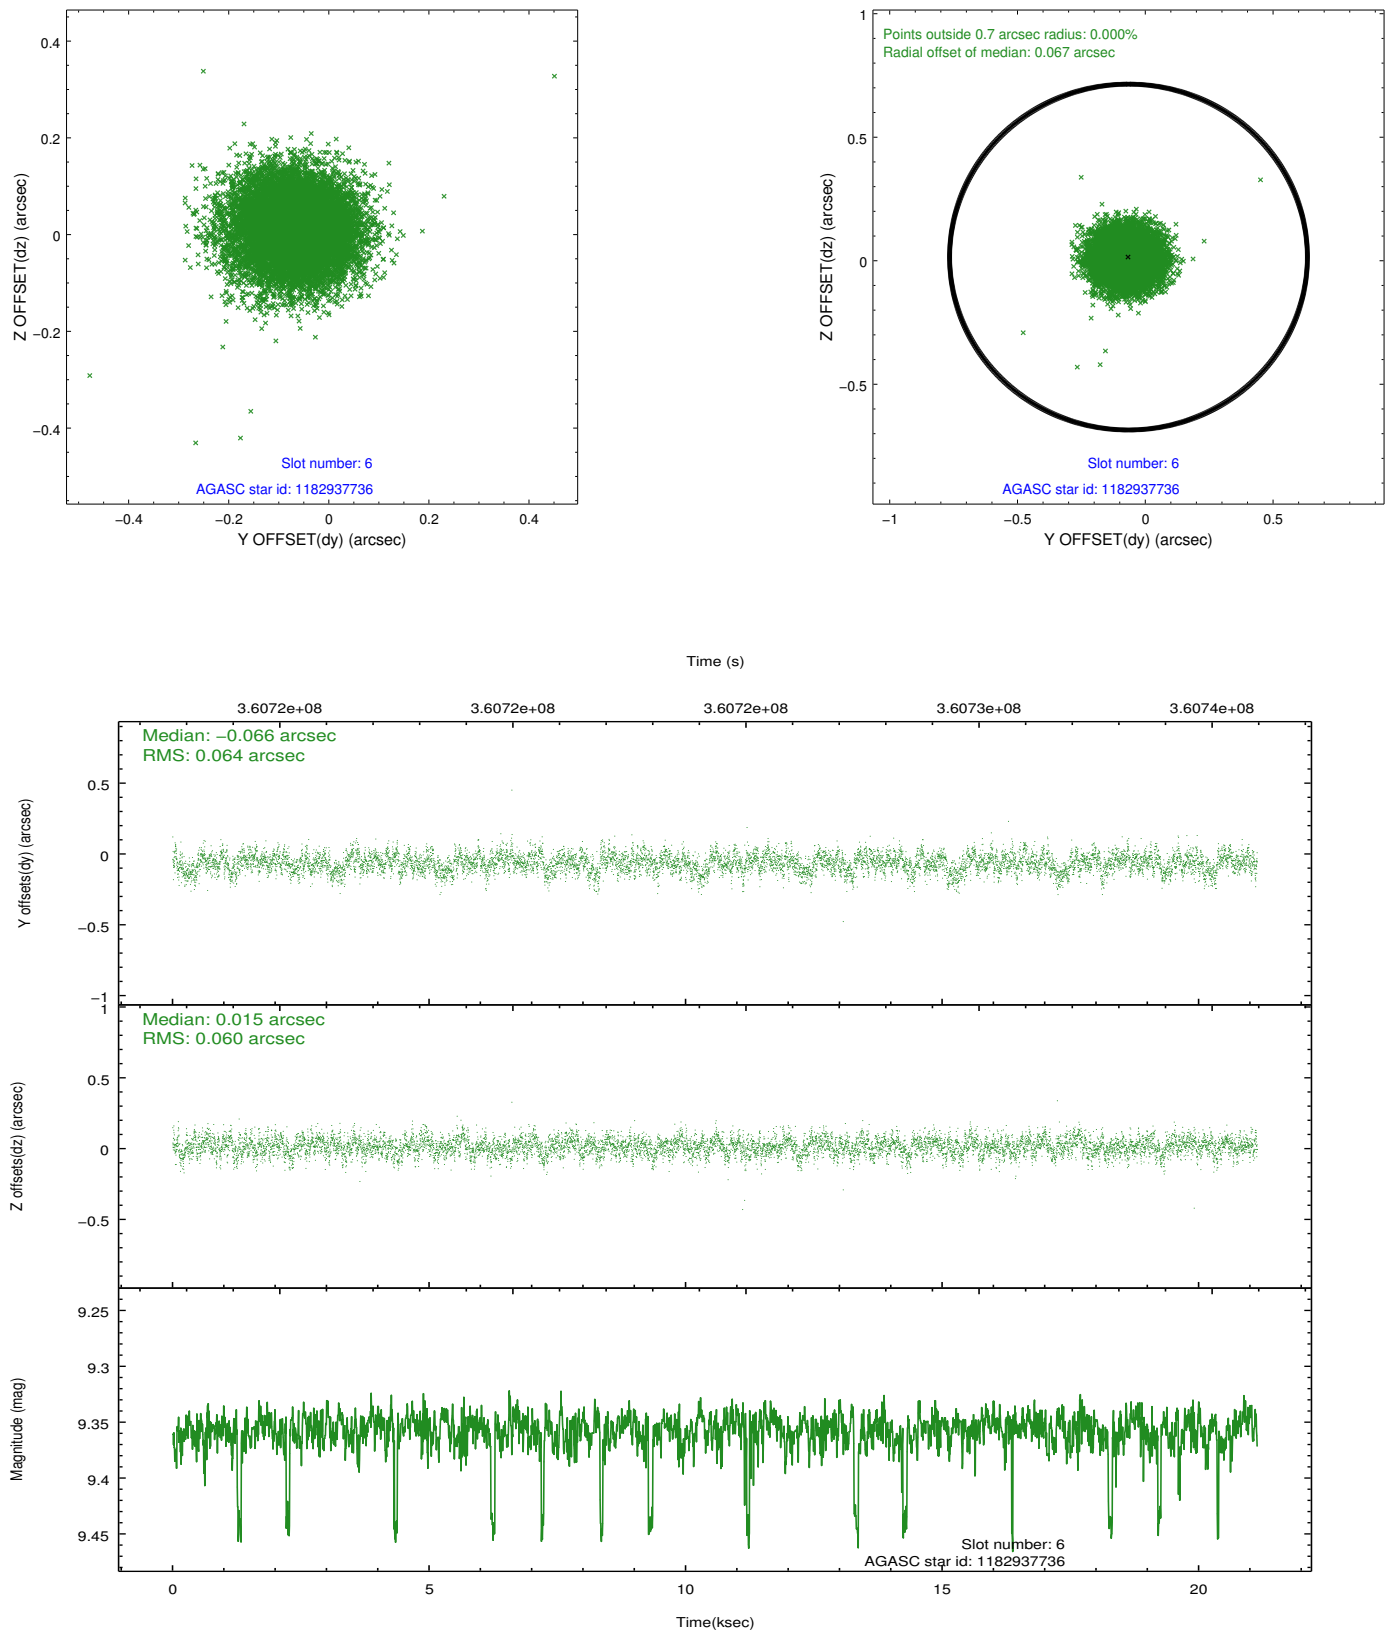 0.4
0.2
0
−0.2
−0.4
Z OFFSET(dz) (arcsec)
Slot number: 6
AGASC star id: 1182937736
−0.4
−0.2
0
0.2
0.4
Y OFFSET(dy) (arcsec)
Points outside 0.7 arcsec radius: 0.000%
Radial offset of median: 0.067 arcsec
1
0.5
0
−0.5
Z OFFSET(dz) (arcsec)
Slot number: 6
AGASC star id: 1182937736
−1
−0.5
0
0.5
Y OFFSET(dy) (arcsec)
Time (s)
3.6072e+08
3.6072e+08
3.6072e+08
3.6073e+08
3.6074e+08
Median: −0.066 arcsec
RMS: 0.064 arcsec
0.5
0
−0.5
−1
Y offsets(dy) (arcsec)
Median: 0.015 arcsec
RMS: 0.060 arcsec
1
0.5
0
−0.5
Z offsets(dz) (arcsec)
9.25
9.3
9.35
9.4
9.45
Magnitude (mag)
Slot number: 6
AGASC star id: 1182937736
0
5
10
15
20
Time(ksec)